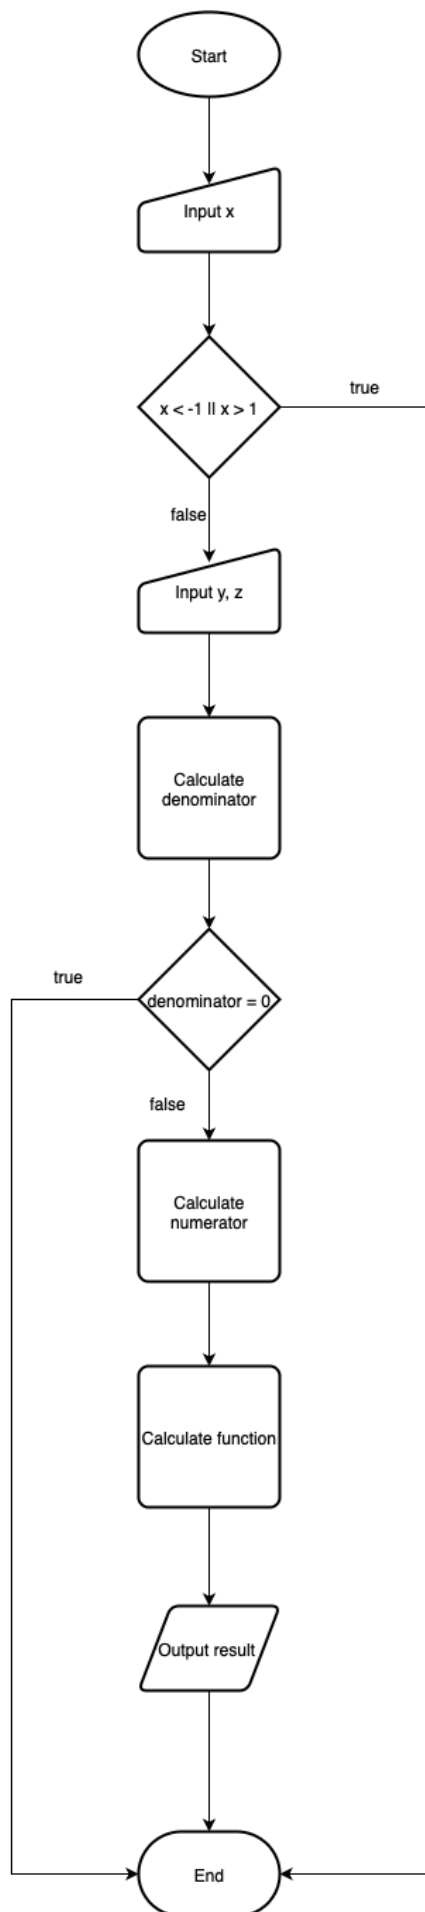 Start
Input x
x < -1 || x > 1
true
false
Input y, z
Calculate
denominator
true
denominator = 0
false
Calculate
numerator
Calculate function
Output result
End